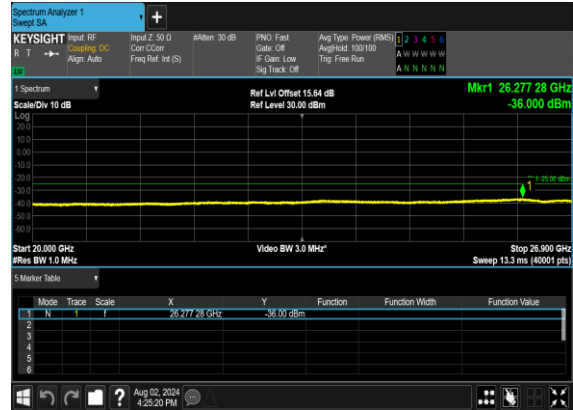 Spectrum Analyzer 1
Swept SA
+
KEYSIGHT Input: RF Input Z: 50 Ω #Atten: 30 dB PNO: Fast Avg Type: Power (RMS) 1 2 3 4 5 6
R T Coupling: DC Corr CCorr Gate: Off Avg|Hold: 100/100 A W W W W W
Align: Auto Freq Ref: Int (S) IF Gain: Low Trig: Free Run
LXI Sig Track: Off A N N N N N
1 Spectrum Ref Lvl Offset 15.64 dB Mkr1 26.277 28 GHz
Scale/Div 10 dB Ref Level 30.00 dBm -36.000 dBm
Log
20.0
10.0
0.00
-10.0
-20.0
1 -25.00 dBm
1
-30.0
-40.0
-50.0
-60.0
Start 20.000 GHz Video BW 3.0 MHz* Stop 26.900 GHz
#Res BW 1.0 MHz Sweep 13.3 ms (40001 pts)
5 Marker Table
Mode Trace Scale X Y Function Function Width Function Value
1 N 1 f 26.277 28 GHz -36.00 dBm
2
3
4
5
6
? Aug 02, 2024
4:25:20 PM